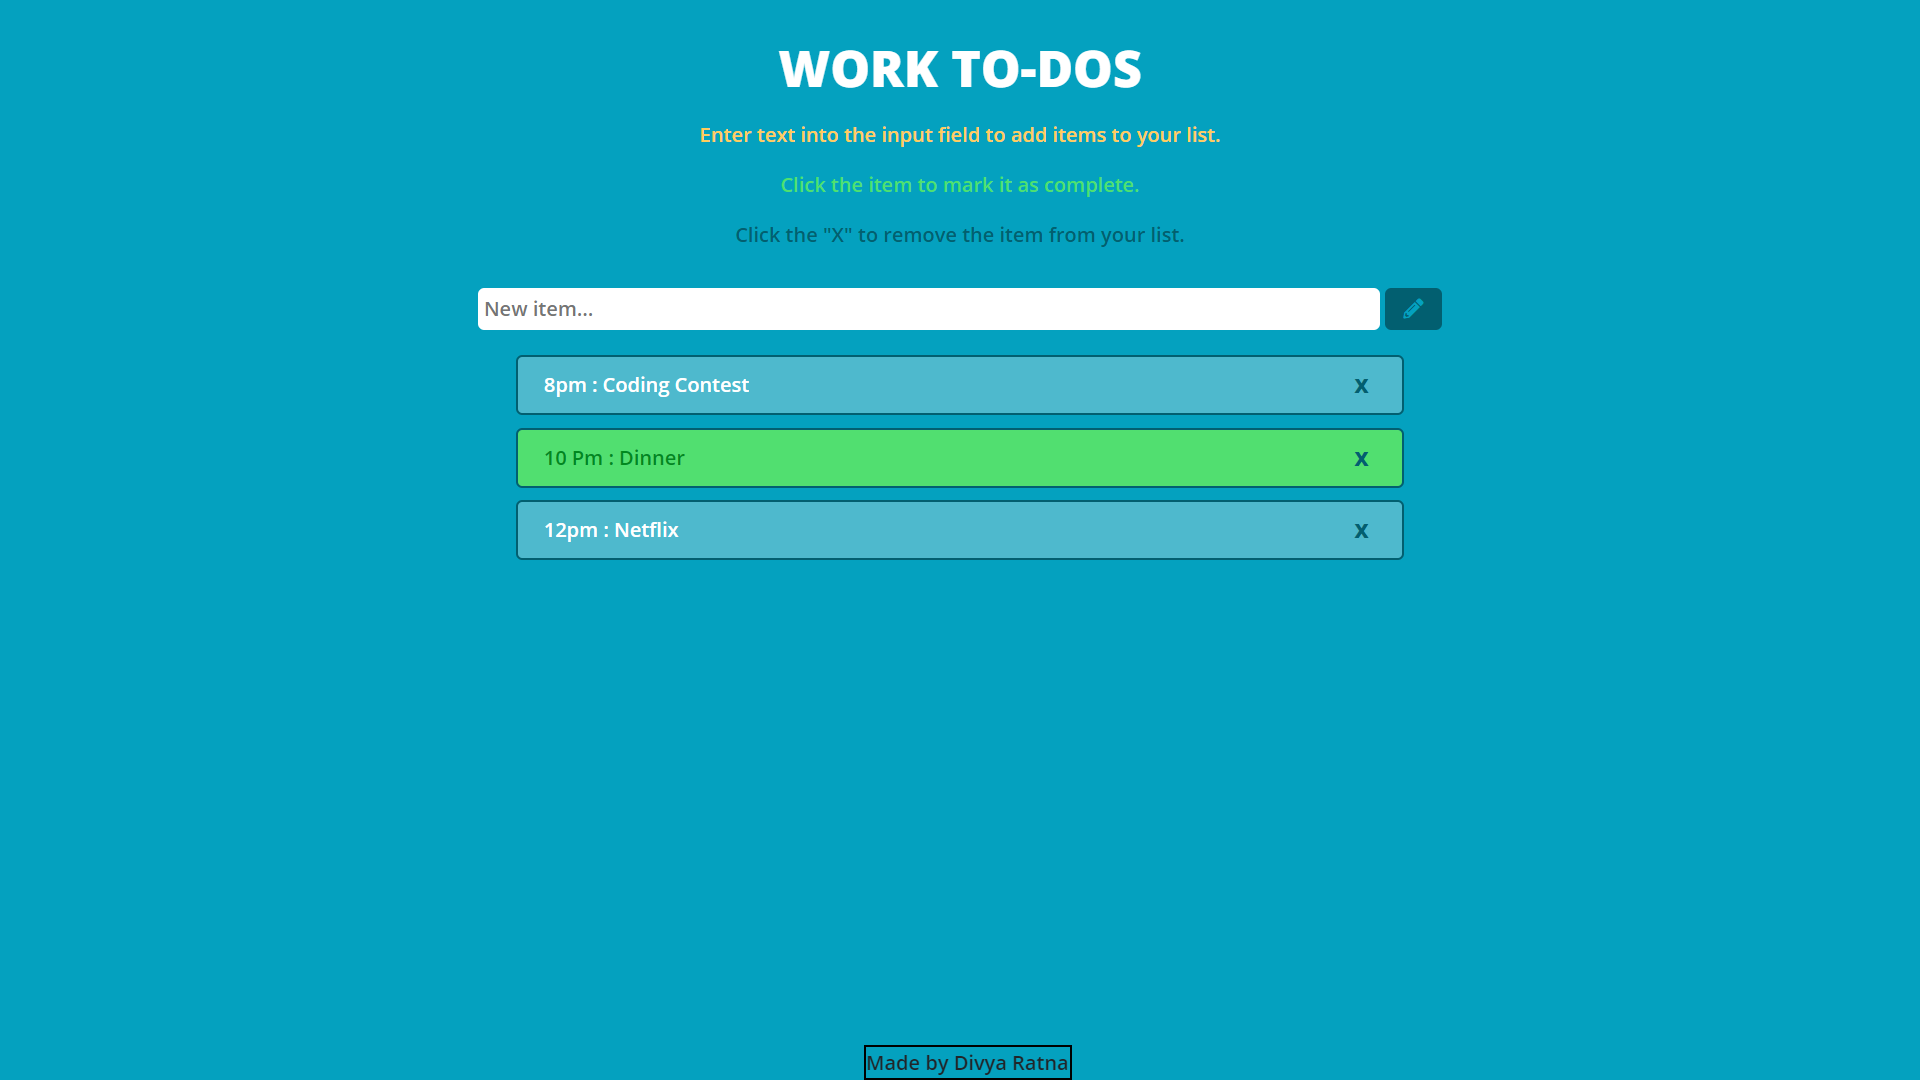 WORK TO-DOS
Enter text into the input field to add items to your list.
Click the item to mark it as complete.
Click the "X" to remove the item from your list.
New item...
8pm : Coding Contest
x
10 Pm : Dinner
x
12pm : Netflix
x
Made by Divya Ratna